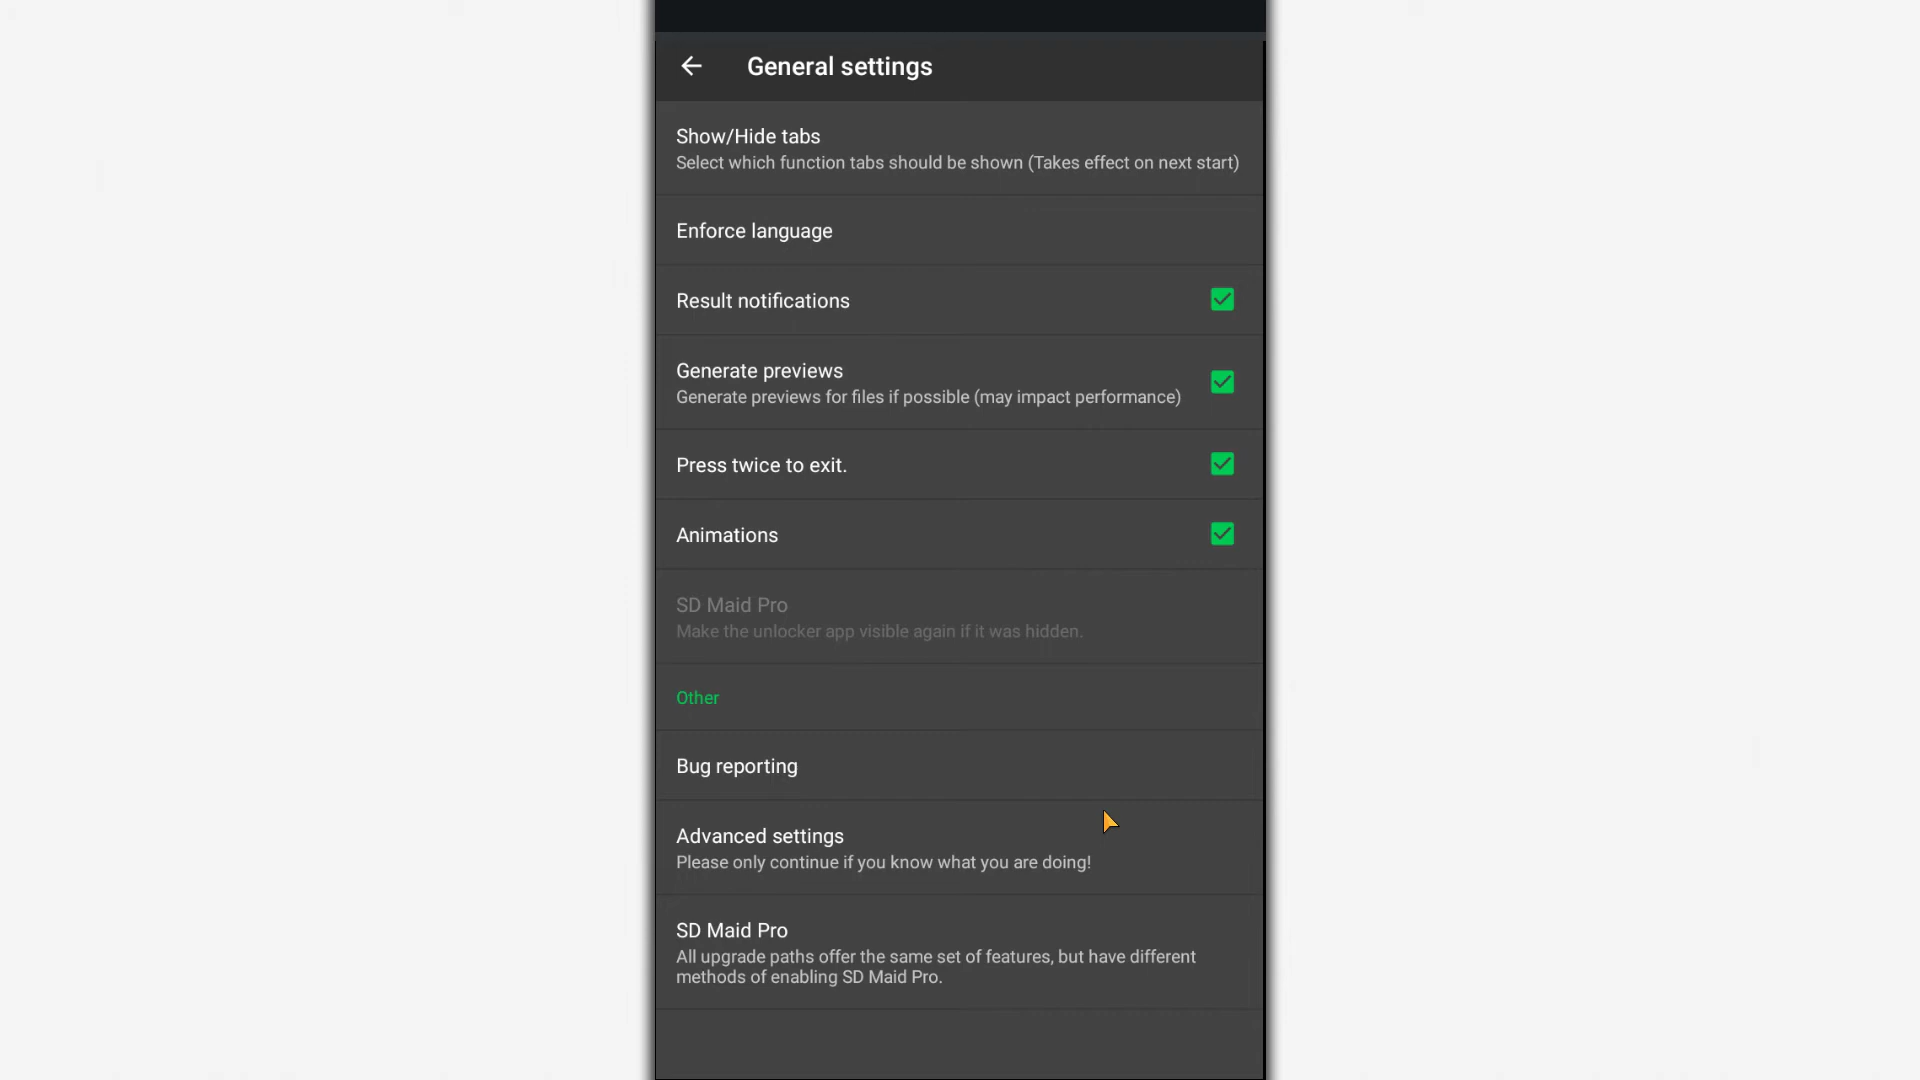 General settings
Show/Hide tabs
Select which function tabs should be shown (Takes effect on next start)
Enforce language
Result notifications
Generate previews
Generate previews for files if possible (may impact performance)
Press twice to exit.
Animations
SD Maid Pro
Make the unlocker app visible again if it was hidden.
Other
Bug reporting
Advanced settings
Please only continue if you know what you are doing!
SD Maid Pro
All upgrade paths offer the same set of features, but have different
methods of enabling SD Maid Pro.